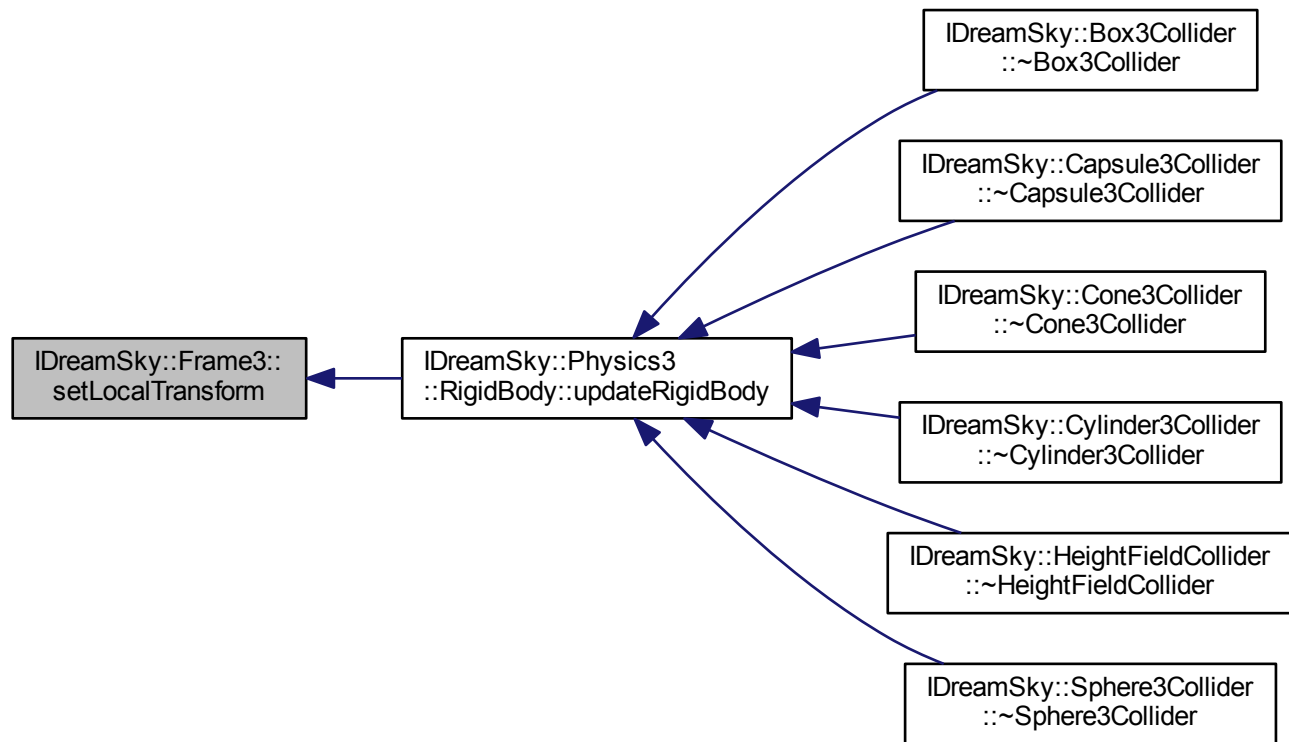 IDreamSky::Box3Collider
::~Box3Collider
IDreamSky::Capsule3Collider
::~Capsule3Collider
IDreamSky::Cone3Collider
::~Cone3Collider
IDreamSky::Frame3::
setLocalTransform
IDreamSky::Physics3
::RigidBody::updateRigidBody
IDreamSky::Cylinder3Collider
::~Cylinder3Collider
IDreamSky::HeightFieldCollider
::~HeightFieldCollider
IDreamSky::Sphere3Collider
::~Sphere3Collider